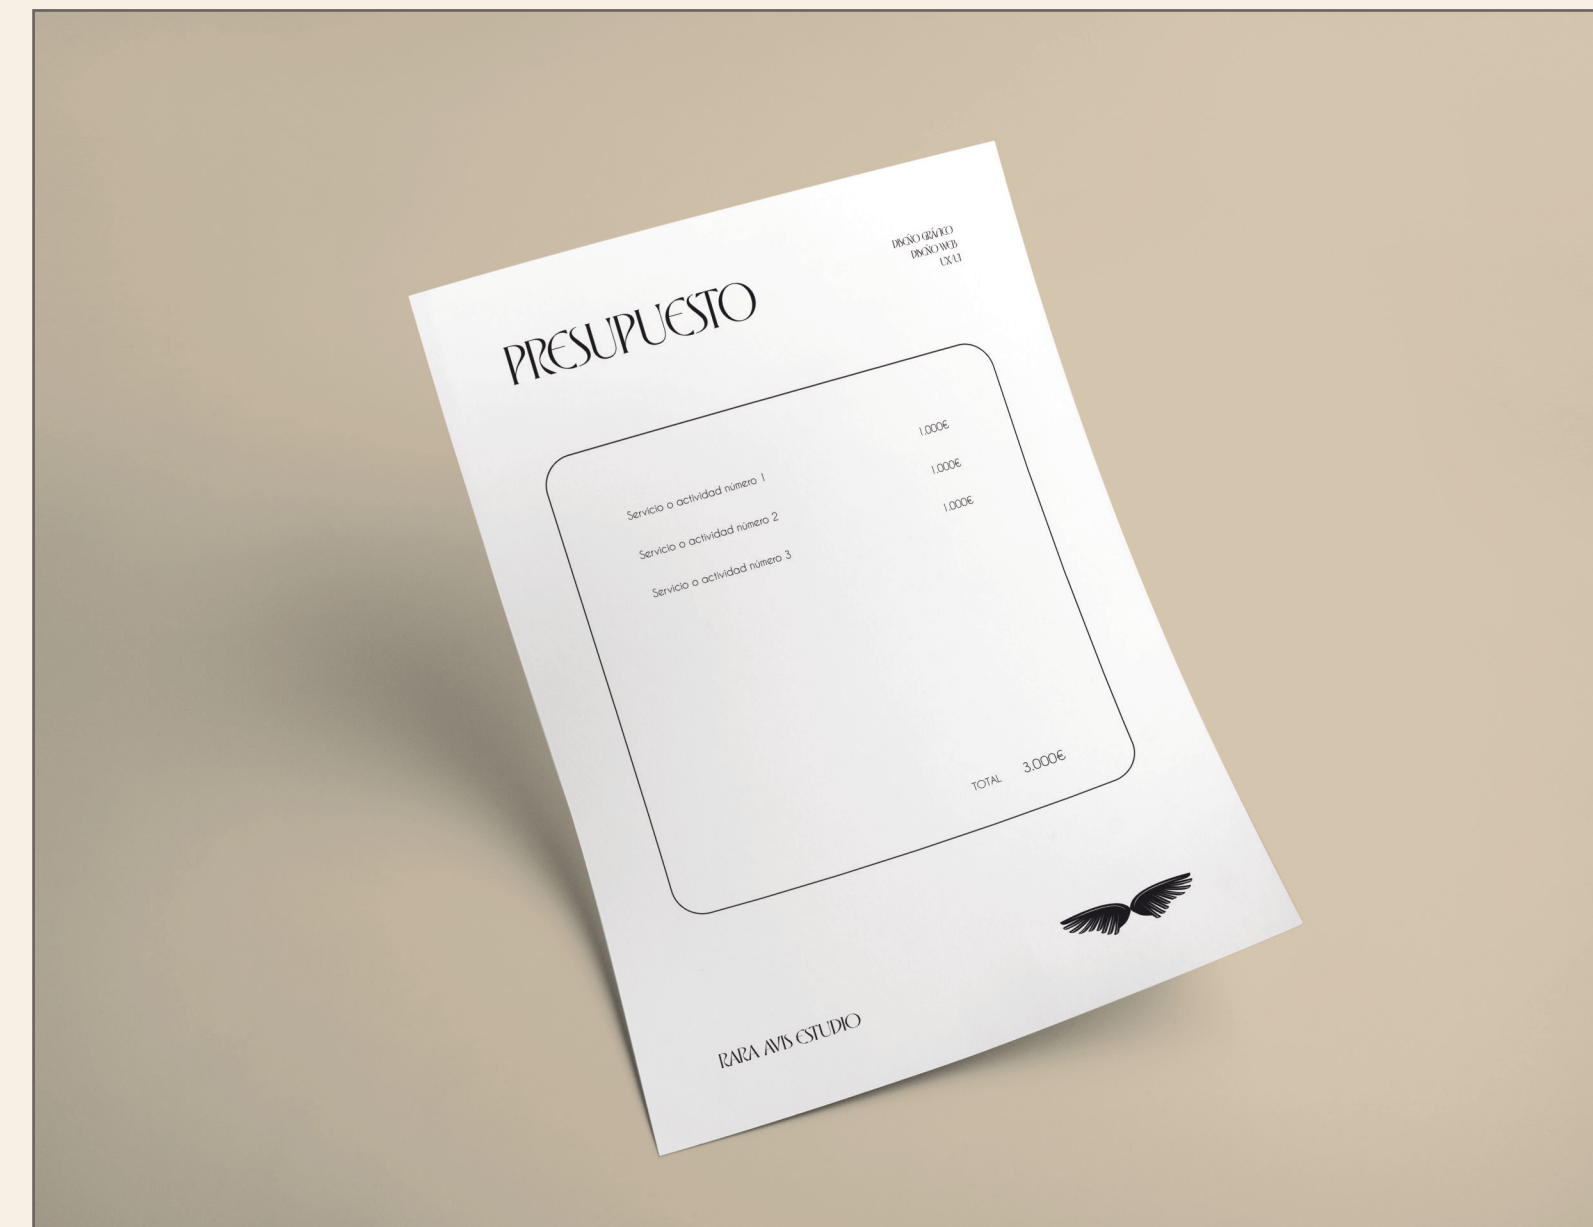 DISEÑO GRÁFICO
DISEÑO WEB
UX-UI
PRESUPUESTO
Servicio o actividad número 1 1.000€
Servicio o actividad número 2 1.000€
Servicio o actividad número 3 1.000€
TOTAL 3.000€
RARA AVIS ESTUDIO